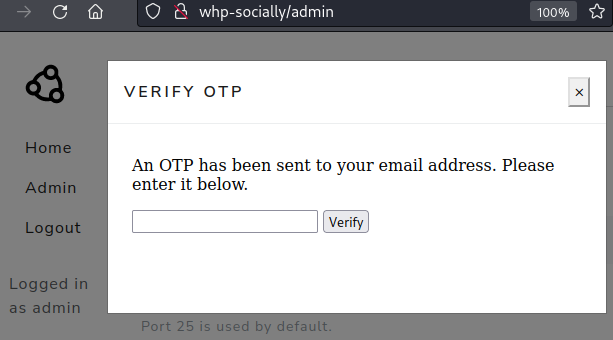 whp-socially/admin
100%
VERIFY OTP
×
An OTP has been sent to your email address. Please
enter it below.
Verify
Home
Admin
Logout
Logged in
as admin
Port 25 is used by default.